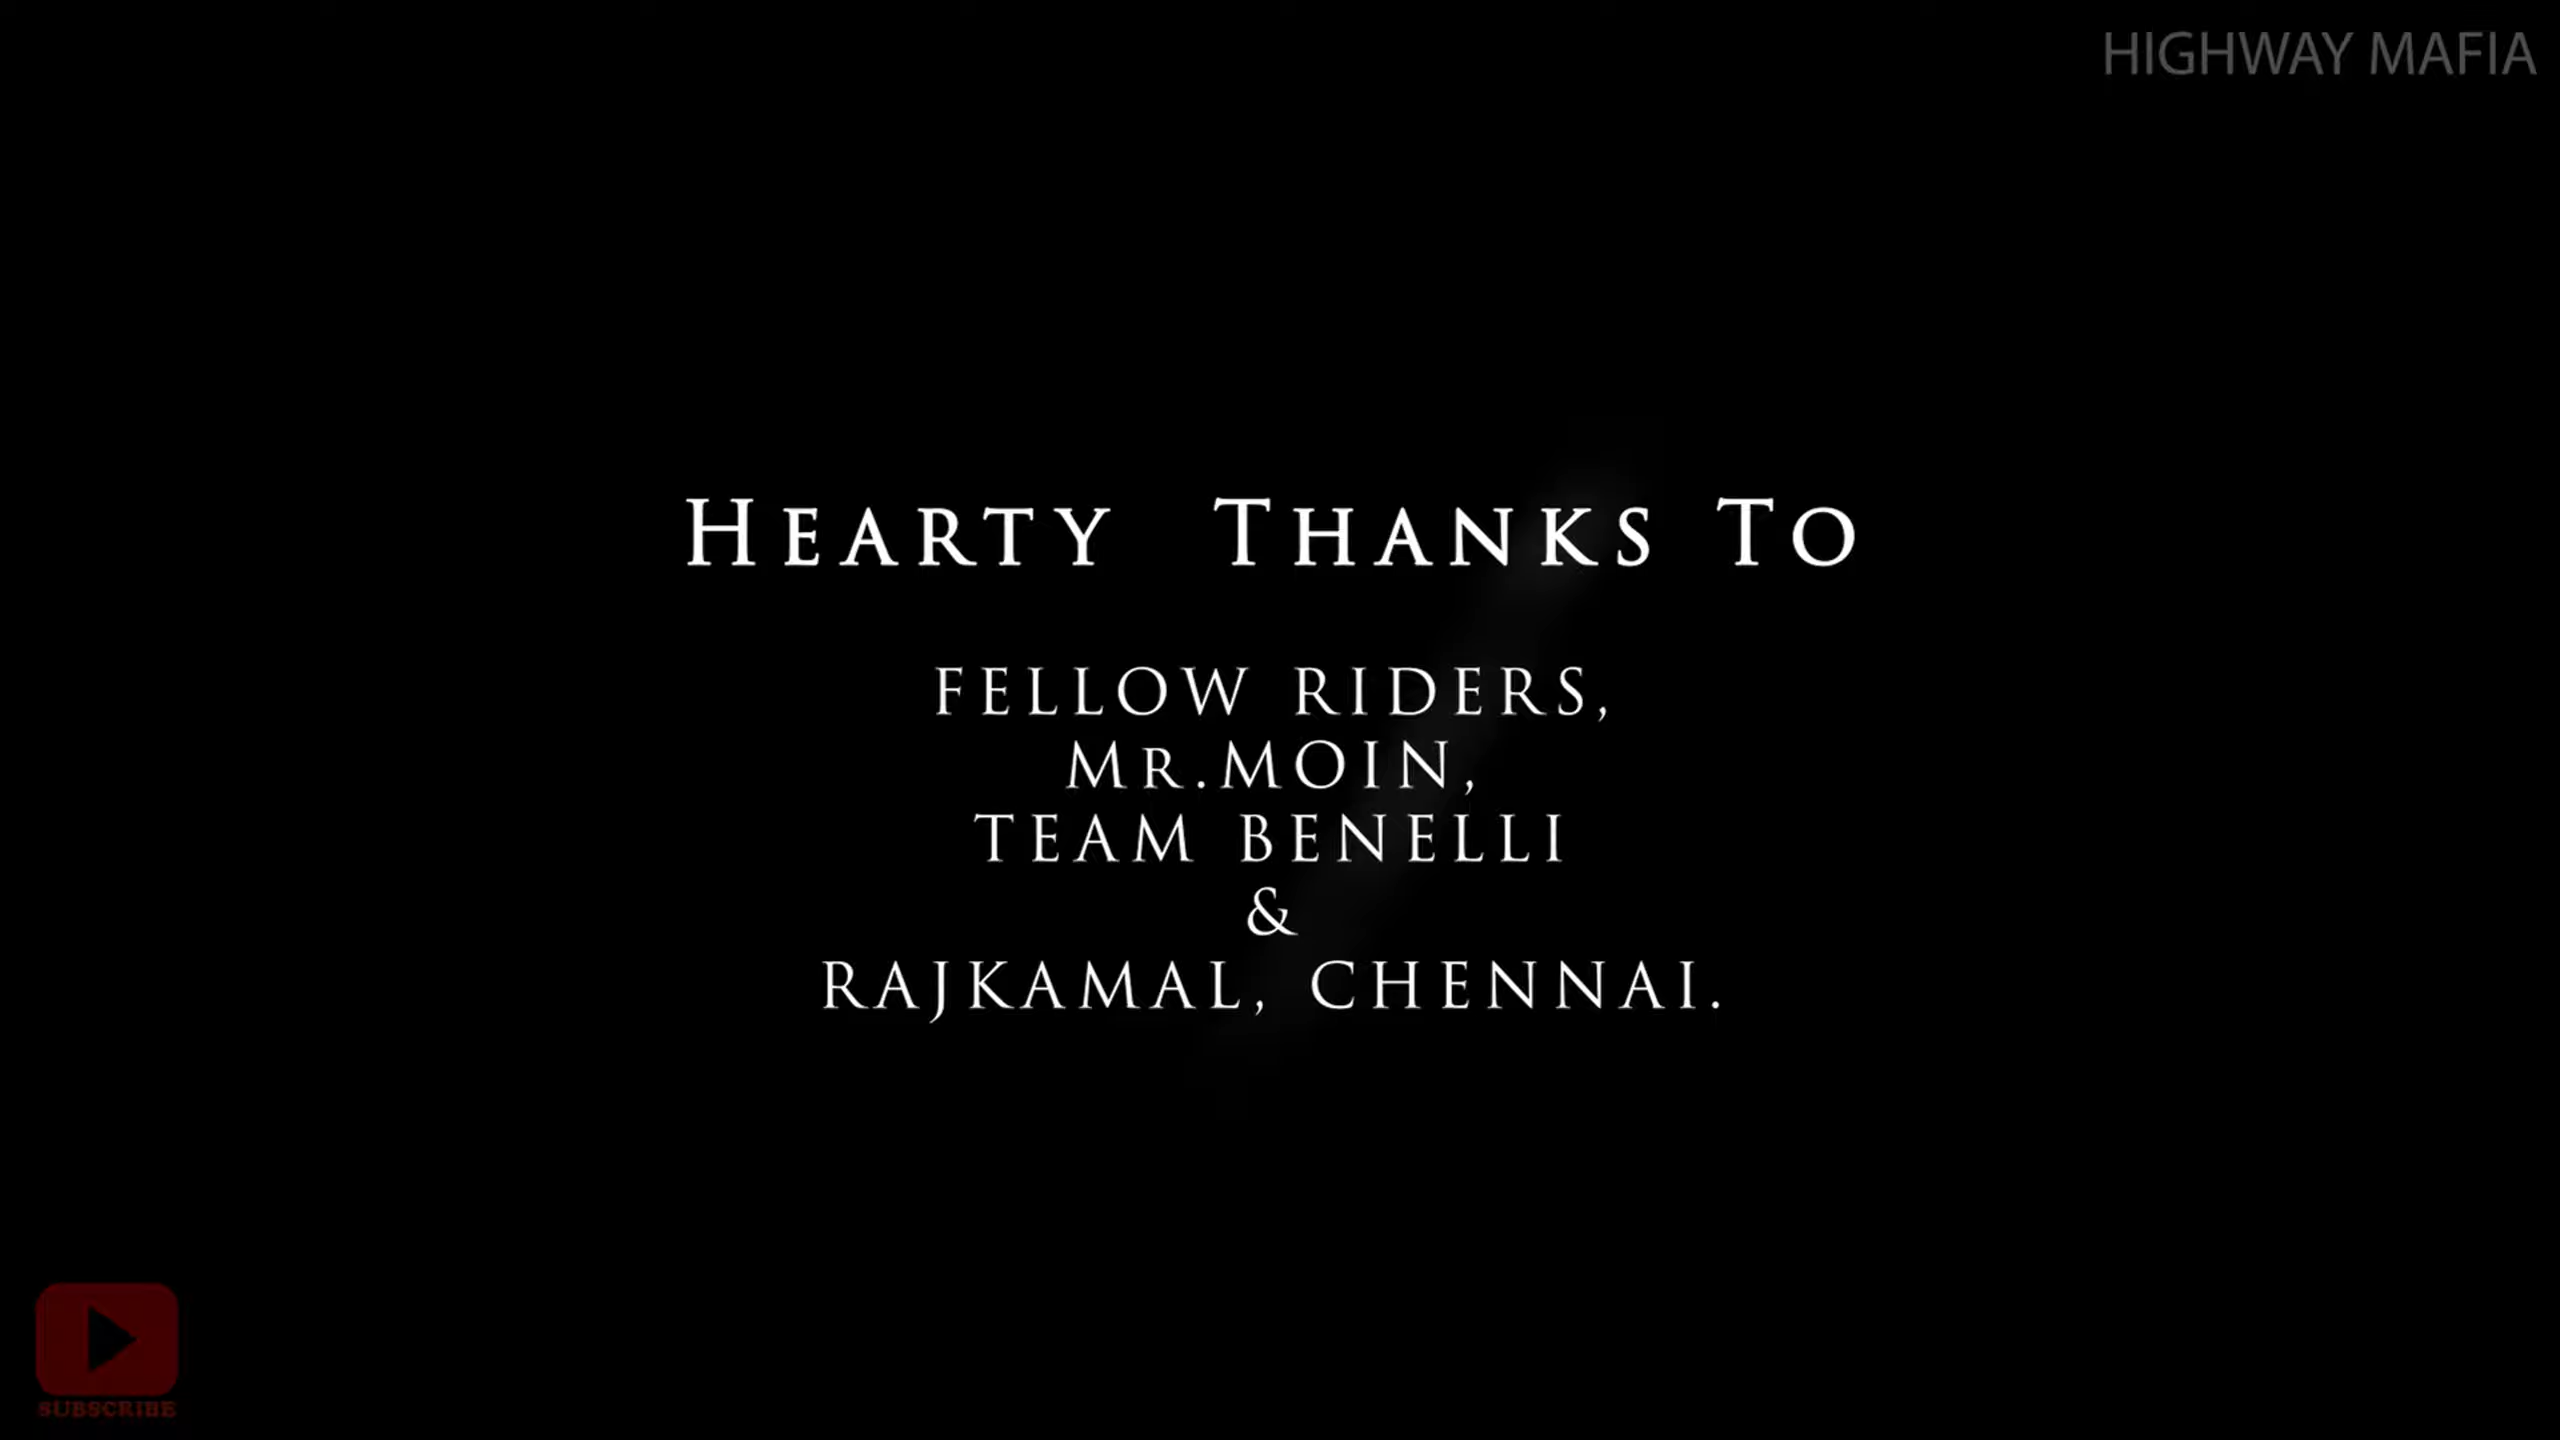 HIGHWAY MAFIA
HEARTY THANKS TO
FELLOW RIDERS,
MR.MOIN,
TEAM BENELLI
&
RAJKAMAL, CHENNAI.
SUBSCRIBE